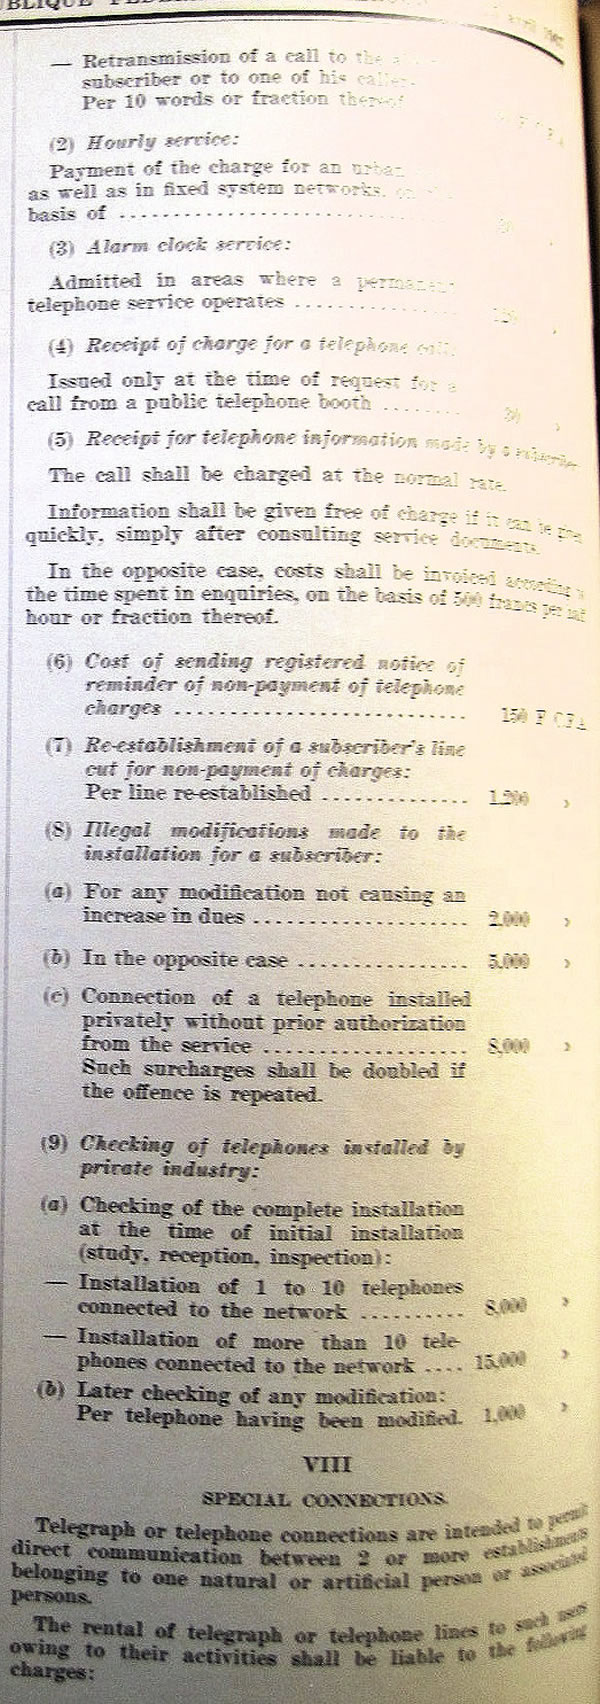 — Retransmission of a call to the
subscriber or to one of his
Per 10 words or fraction thereof
(2) Hourly service:
Payment of the charge for an urban
as well as in fixed system networks,
basis of ..............................
(3) Alarm clock service:
Admitted in areas where a permanent
telephone service operates ..............
(4) Receipt of charge for a telephone call:
Issued only at the time of request for a
call from a public telephone booth ........
(5) Receipt for telephone information made by a subscriber
The call shall be charged at the normal rate.
Information shall be given free of charge if it can be given
quickly, simply after consulting service documents.
In the opposite case, costs shall be invoiced according to
the time spent in enquiries, on the basis of 500 francs per half
hour or fraction thereof.
(6) Cost of sending registered notice of
reminder of non-payment of telephone
charges ........................... 150 F CFA
(7) Re-establishment of a subscriber's line
cut for non-payment of charges:
Per line re-established .............. 1.200 »
(8) Illegal modifications made to the
installation for a subscriber:
(a) For any modification not causing an
increase in dues .................... 2.000 »
(b) In the opposite case ................ 5.000 »
(c) Connection of a telephone installed
privately without prior authorization
from the service ................... 8,000 »
Such surcharges shall be doubled if
the offence is repeated.
(9) Checking of telephones installed by
private industry:
(a) Checking of the complete installation
at the time of initial installation
(study, reception, inspection):
— Installation of 1 to 10 telephones
connected to the network .......... 8,000 »
— Installation of more than 10 tele-
phones connected to the network .... 15,000 »
(b) Later checking of any modification:
Per telephone having been modified. 1,000 »
VIII
SPECIAL CONNECTIONS.
Telegraph or telephone connections are intended to permit
direct communication between 2 or more establishments
belonging to one natural or artificial person or associated
persons.
The rental of telegraph or telephone lines to such uses
owing to their activities shall be liable to the following
charges: